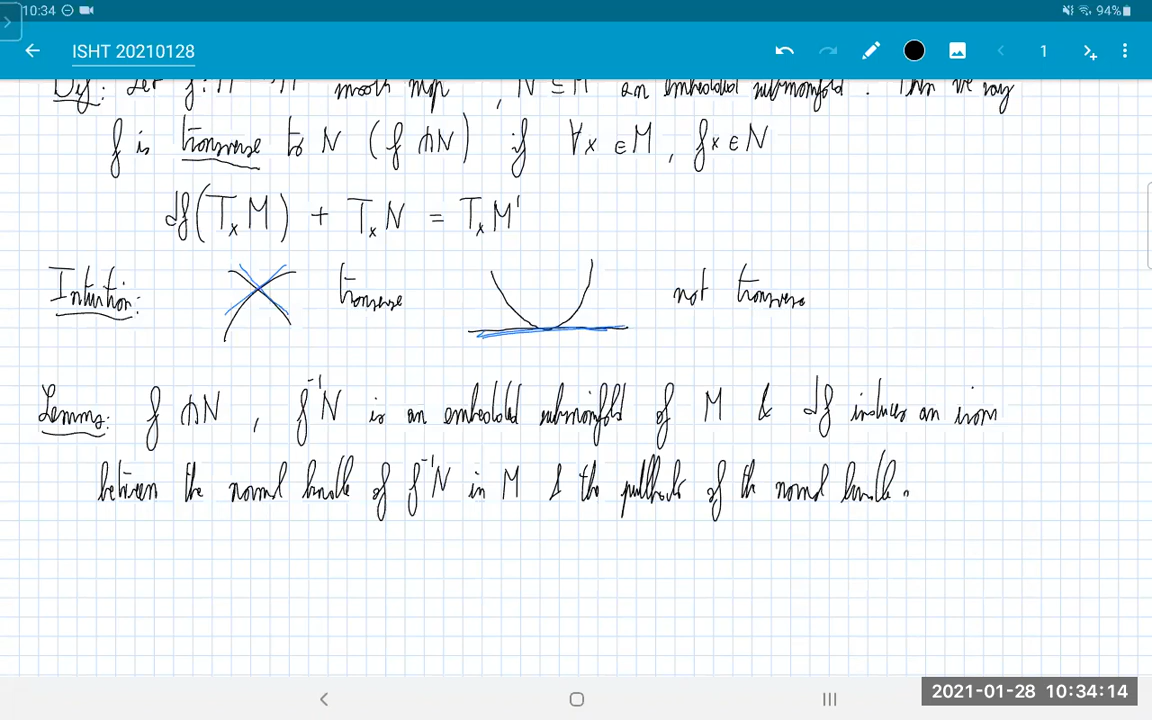 10:34
94%
ISHT 20210128
1
Def: Let f: M → M' smooth map, N ⊆ M' an embedded submanifold. Then we say
f is transverse to N (f ⋔ N) if ∀x ∈ M, fx ∈ N
df(TₓM) + TₓN = TₓM'
Intuition: transverse not transverse
Lemma: f ⋔ N, f⁻¹N is an embedded submanifold of M & df induces an isom
between the normal bundle of f⁻¹N in M & the pullback of the normal bundle.
2021-01-28 10:34:14